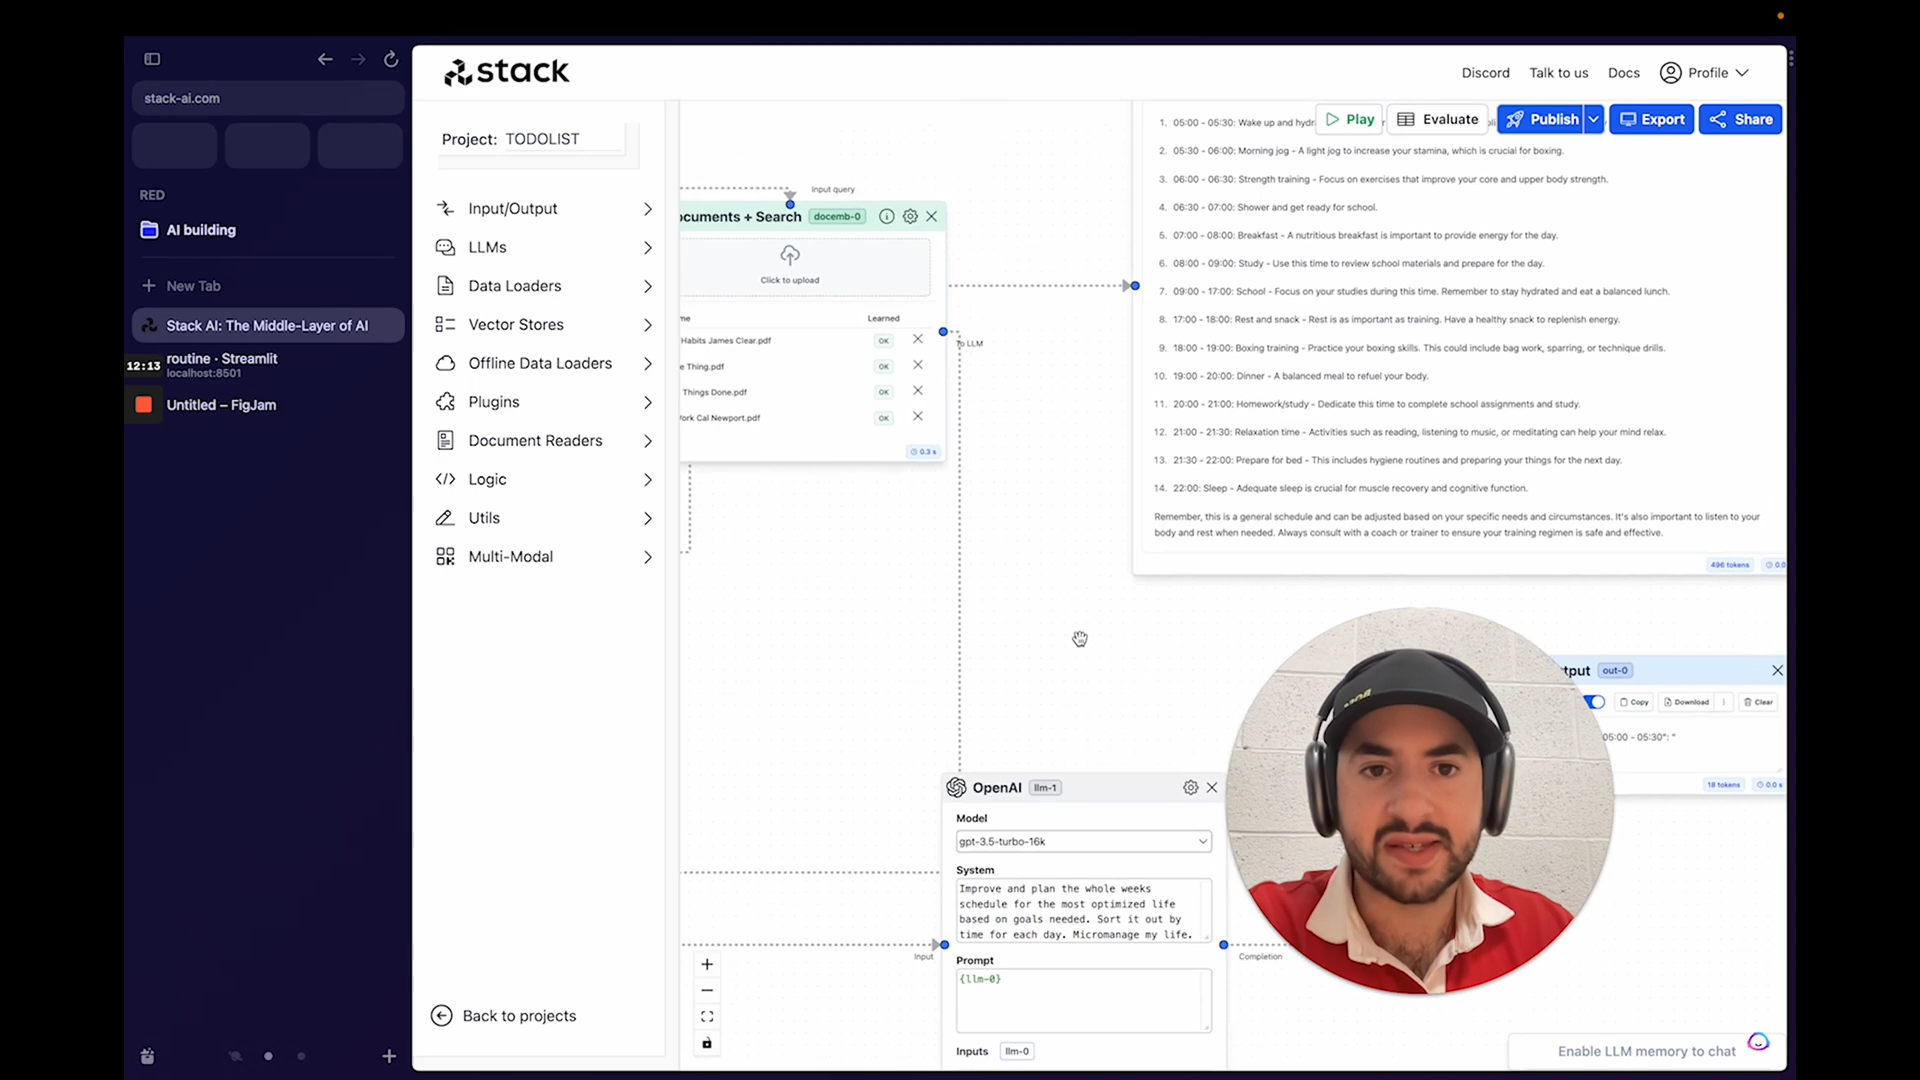 stack-ai.com
RED
AI building
New Tab
Stack AI: The Middle-Layer of AI
12:13
routine · Streamlit
localhost:8501
Untitled – FigJam
stack
Discord
Talk to us
Docs
Profile
Project: TODOLIST
Input/Output
LLMs
Data Loaders
Vector Stores
Offline Data Loaders
Plugins
Document Readers
Logic
Utils
Multi-Modal
Back to projects
Play
Evaluate
Publish
Export
Share
Input query
ocuments + Search docemb-0
Click to upload
me Learned
Habits James Clear.pdf OK
e Thing.pdf OK
Things Done.pdf OK
ork Cal Newport.pdf OK
0.3 s
To LLM
1. 05:00 - 05:30: Wake up and hydr
2. 05:30 - 06:00: Morning jog - A light jog to increase your stamina, which is crucial for boxing.
3. 06:00 - 06:30: Strength training - Focus on exercises that improve your core and upper body strength.
4. 06:30 - 07:00: Shower and get ready for school.
5. 07:00 - 08:00: Breakfast - A nutritious breakfast is important to provide energy for the day.
6. 08:00 - 09:00: Study - Use this time to review school materials and prepare for the day.
7. 09:00 - 17:00: School - Focus on your studies during this time. Remember to stay hydrated and eat a balanced lunch.
8. 17:00 - 18:00: Rest and snack - Rest is as important as training. Have a healthy snack to replenish energy.
9. 18:00 - 19:00: Boxing training - Practice your boxing skills. This could include bag work, sparring, or technique drills.
10. 19:00 - 20:00: Dinner - A balanced meal to refuel your body.
11. 20:00 - 21:00: Homework/study - Dedicate this time to complete school assignments and study.
12. 21:00 - 21:30: Relaxation time - Activities such as reading, listening to music, or meditating can help your mind relax.
13. 21:30 - 22:00: Prepare for bed - This includes hygiene routines and preparing your things for the next day.
14. 22:00: Sleep - Adequate sleep is crucial for muscle recovery and cognitive function.
Remember, this is a general schedule and can be adjusted based on your specific needs and circumstances. It's also important to listen to your
body and rest when needed. Always consult with a coach or trainer to ensure your training regimen is safe and effective.
496 tokens 0.0
tput out-0
Copy Download Clear
05:00 - 05:30": "
18 tokens 0.0 s
OpenAI llm-1
Model
gpt-3.5-turbo-16k
System
Improve and plan the whole weeks
schedule for the most optimized life
based on goals needed. Sort it out by
time for each day. Micromanage my life.
Input
Completion
Prompt
{llm-0}
Inputs llm-0
Enable LLM memory to chat